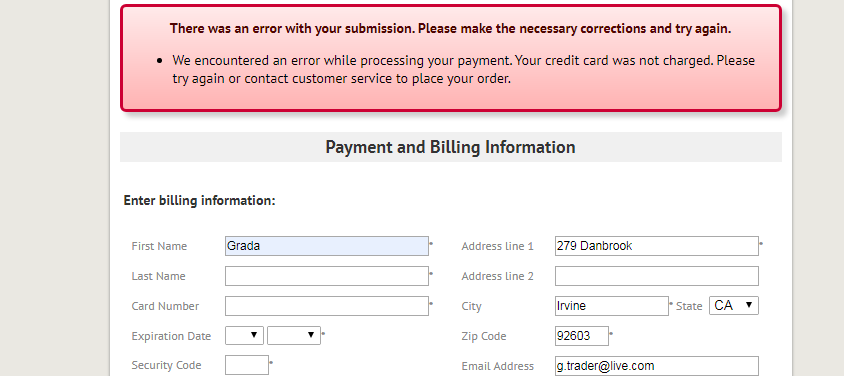 There was an error with your submission. Please make the necessary corrections and try again.
• We encountered an error while processing your payment. Your credit card was not charged. Please
try again or contact customer service to place your order.
Payment and Billing Information
Enter billing information:
First Name Grada * Address line 1 279 Danbrook *
Last Name * Address line 2
Card Number * City Irvine * State CA
Expiration Date * Zip Code 92603 *
Security Code * Email Address g.trader@live.com